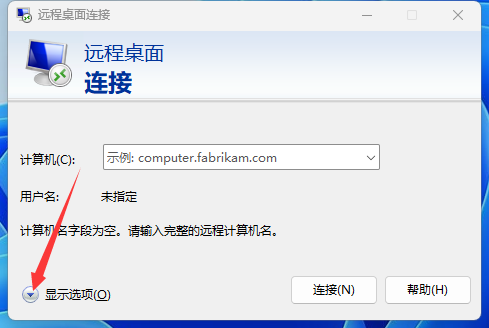 远程桌面连接
远程桌面
连接
计算机(C):
示例: computer.fabrikam.com
用户名:
未指定
计算机名字段为空。请输入完整的远程计算机名。
显示选项(O)
连接(N)
帮助(H)